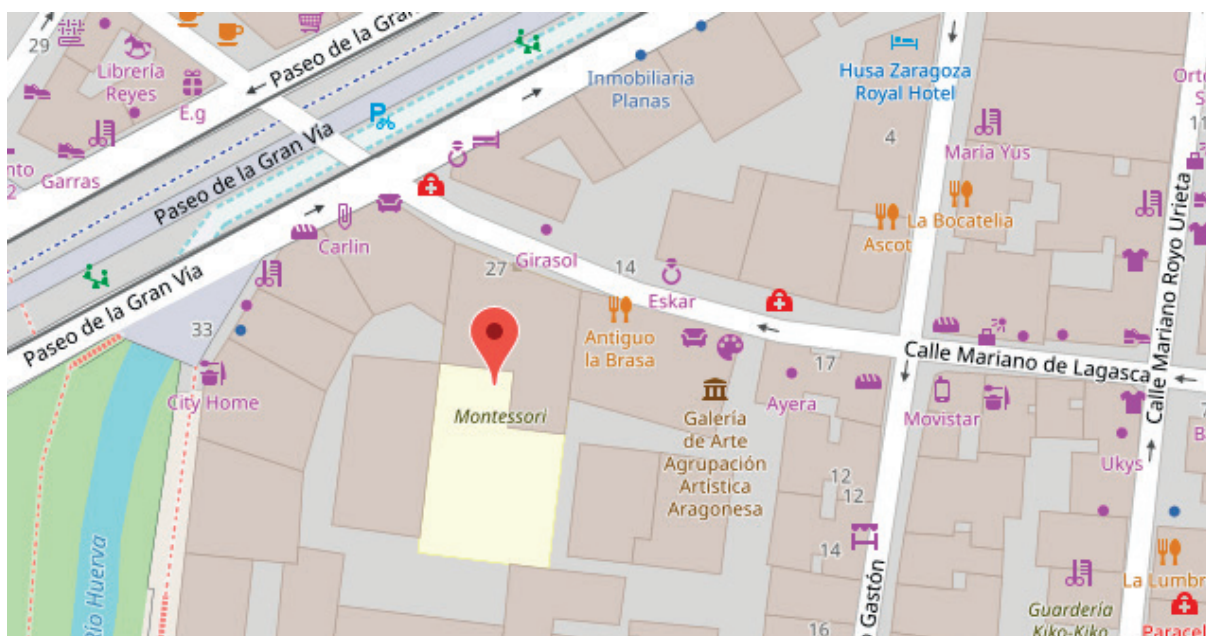 29
Librería
Reyes
E.g
Paseo de la Gran
Inmobiliaria
Planas
Husa Zaragoza
Royal Hotel
4
María Yus
11
Garras
Paseo de la Gran Vía
Carlin
Girasol
27
14
Eskar
Ascot
La Bocatelia
Calle Mariano Royo Urieta
Paseo de la Gran Vía
33
City Home
Montessori
Antiguo
la Brasa
17
Calle Mariano de Lagasca
Ayera
Movistar
Galería
de Arte
Agrupación
Artística
Aragonesa
Ukys
12
12
14
16
Gastón
Río Huerva
La Lumbr
Guardería
Kiko-Kiko
Paracel